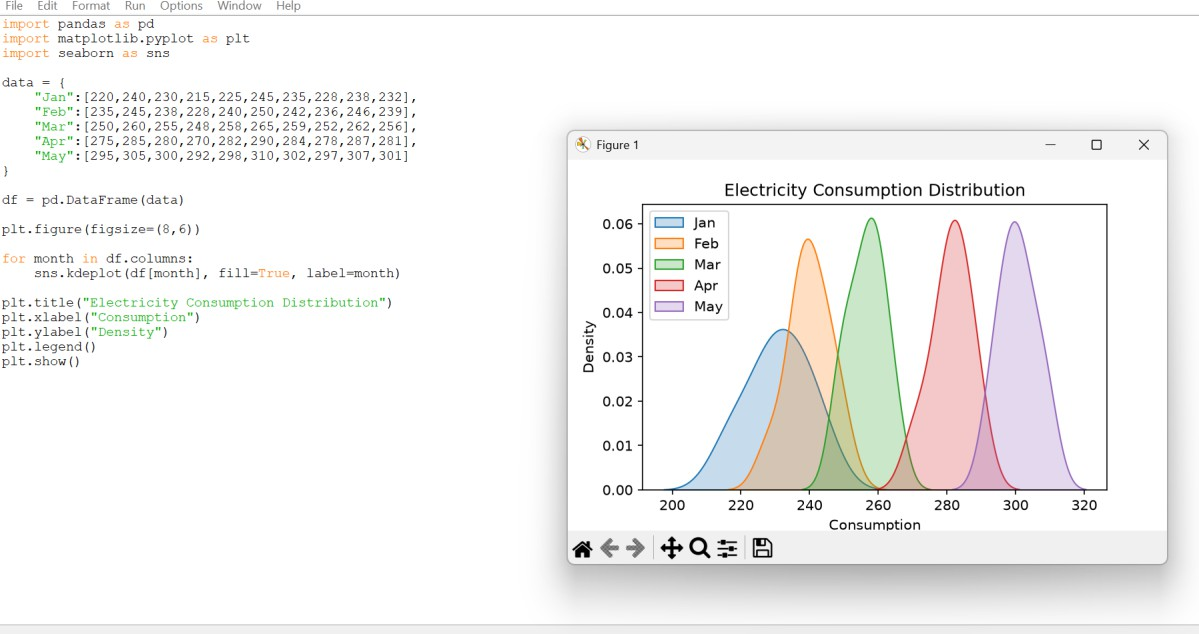 File Edit Format Run Options Window Help
import pandas as pd
import matplotlib.pyplot as plt
import seaborn as sns
data = {
    "Jan":[220,240,230,215,225,245,235,228,238,232],
    "Feb":[235,245,238,228,240,250,242,236,246,239],
    "Mar":[250,260,255,248,258,265,259,252,262,256],
    "Apr":[275,285,280,270,282,290,284,278,287,281],
    "May":[295,305,300,292,298,310,302,297,307,301]
}
df = pd.DataFrame(data)
plt.figure(figsize=(8,6))
for month in df.columns:
    sns.kdeplot(df[month], fill=True, label=month)
plt.title("Electricity Consumption Distribution")
plt.xlabel("Consumption")
plt.ylabel("Density")
plt.legend()
plt.show()
Figure 1
Electricity Consumption Distribution
Jan
Feb
Mar
Apr
May
0.06
0.05
0.04
0.03
0.02
0.01
0.00
Density
200 220 240 260 280 300 320
Consumption